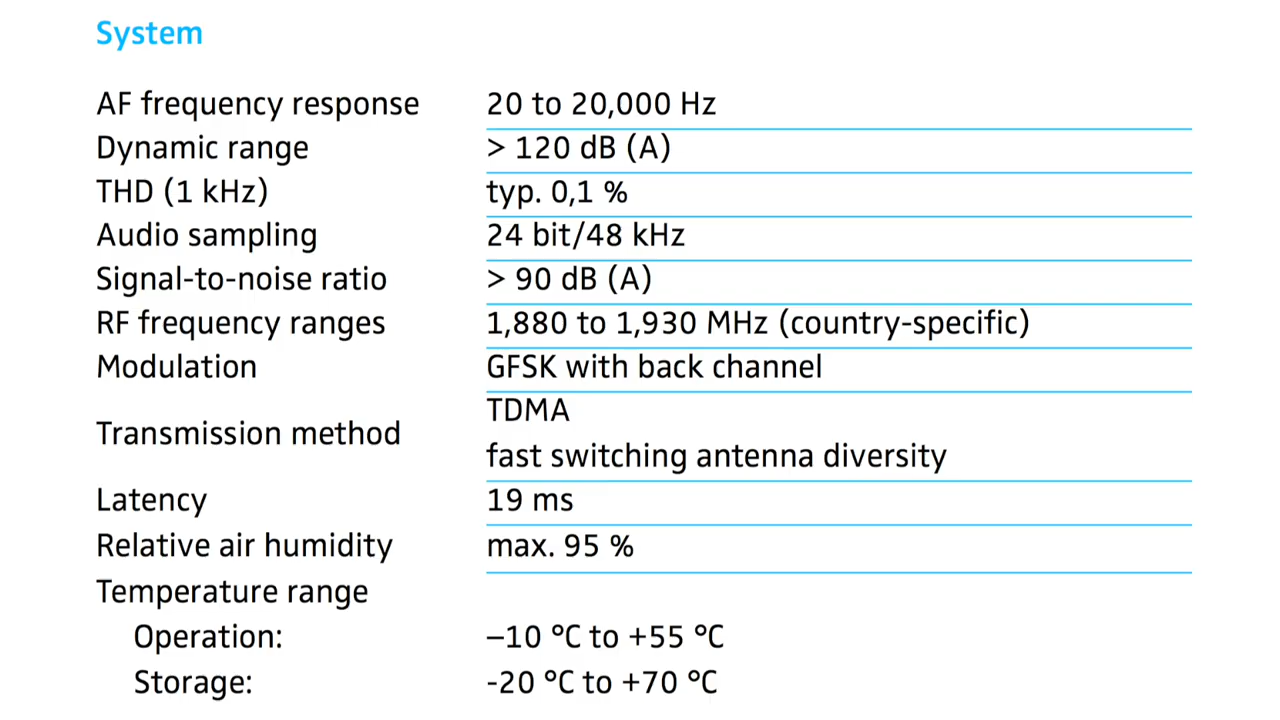 System
AF frequency response 20 to 20,000 Hz
Dynamic range > 120 dB (A)
THD (1 kHz) typ. 0,1 %
Audio sampling 24 bit/48 kHz
Signal-to-noise ratio > 90 dB (A)
RF frequency ranges 1,880 to 1,930 MHz (country-specific)
Modulation GFSK with back channel
Transmission method TDMA
fast switching antenna diversity
Latency 19 ms
Relative air humidity max. 95 %
Temperature range
Operation: –10 °C to +55 °C
Storage: -20 °C to +70 °C